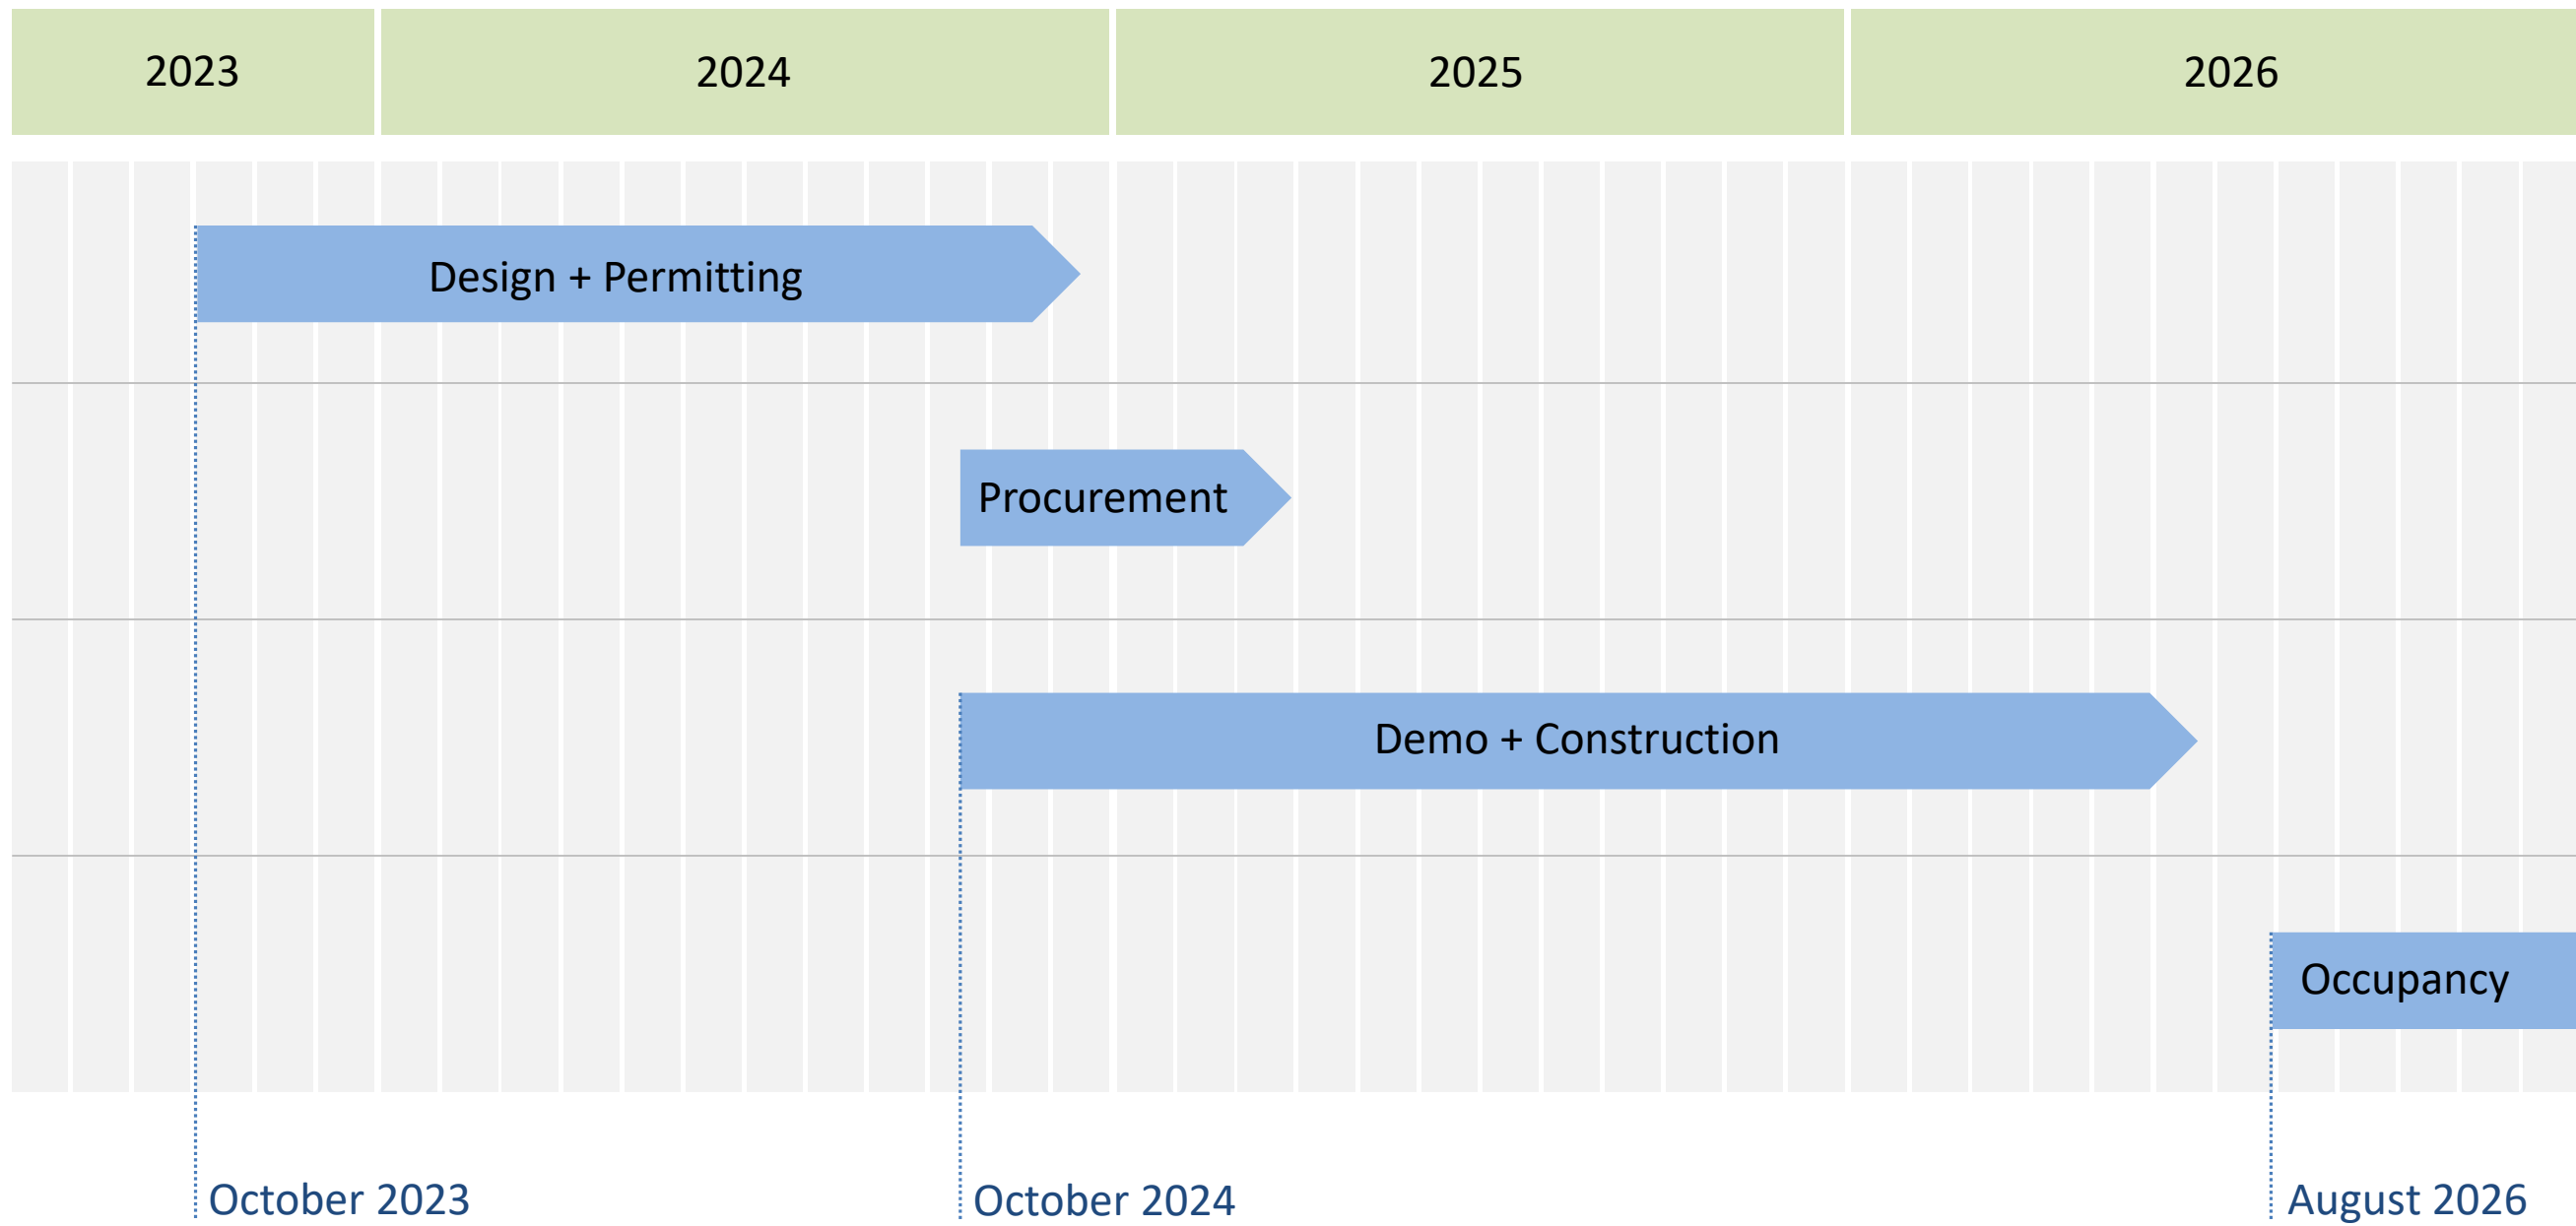 2023
2024
2025
2026
Design + Permitting
Procurement
Demo + Construction
Occupancy
October 2023
October 2024
August 2026